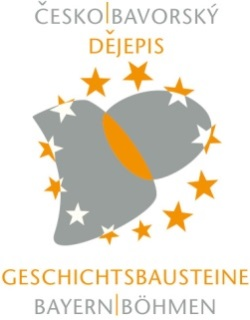 ČESKO|BAVORSKÝ
DĚJEPIS
GESCHICHTSBAUSTEINE
BAYERN|BÖHMEN